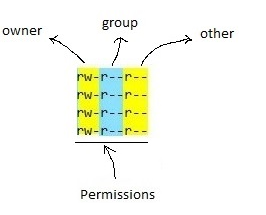 group
owner
other
rw-r--r--
rw-r--r--
rw-r--r--
rw-r--r--
Permissions